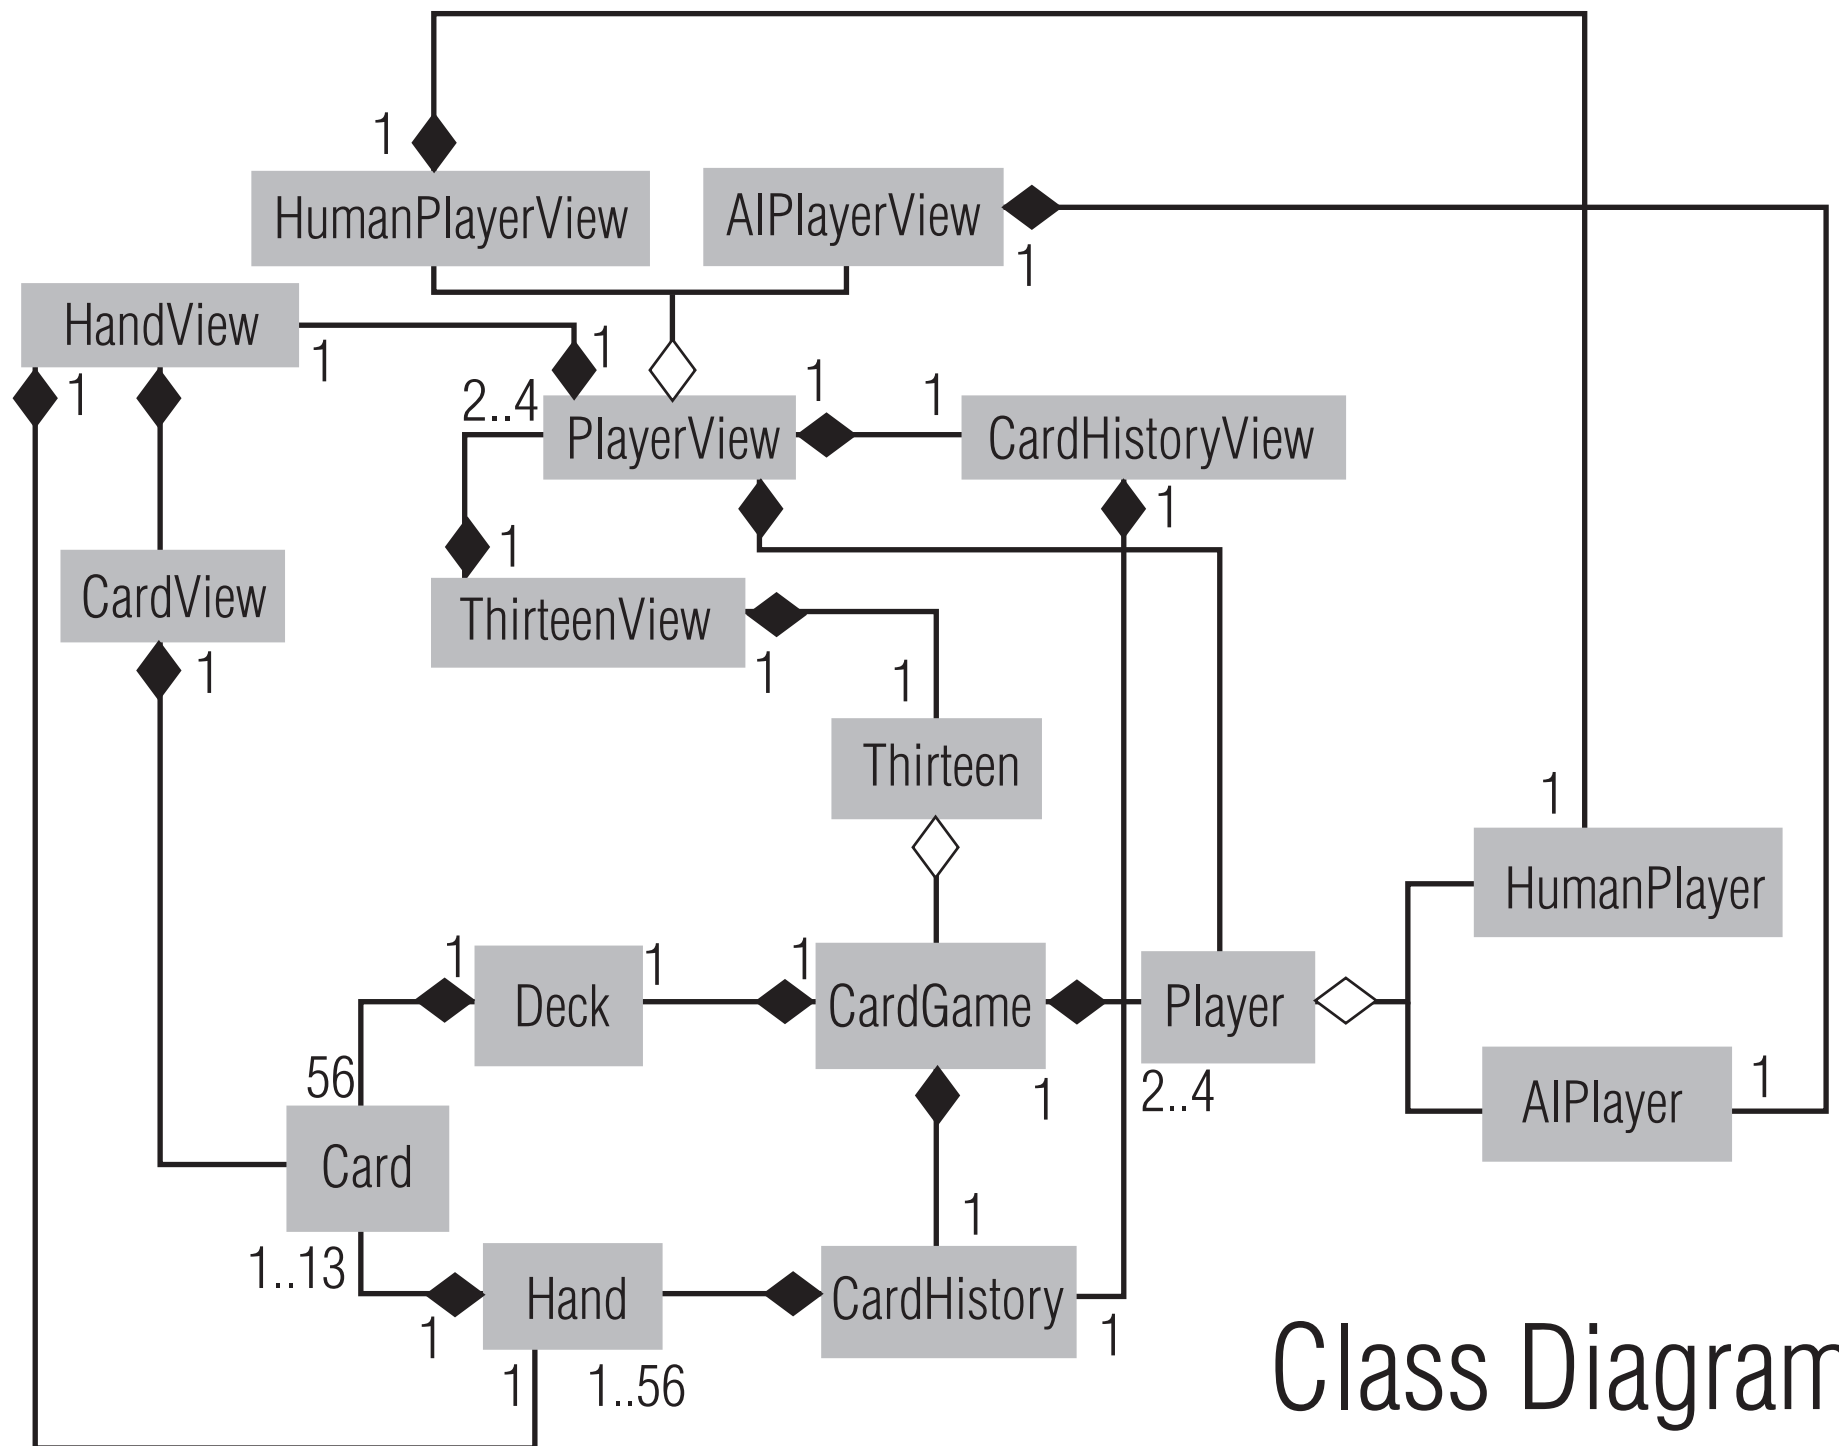 1
HumanPlayerView
AIPlayerView
1
HandView
1
1
1
2..4
1
1
PlayerView
CardHistoryView
1
1
CardView
ThirteenView
1
1
1
Thirteen
1
HumanPlayer
1
1
1
Deck
CardGame
Player
56
1
2..4
AIPlayer
1
Card
1
1..13
Hand
CardHistory
1
1
1
1..56
Class Diagram